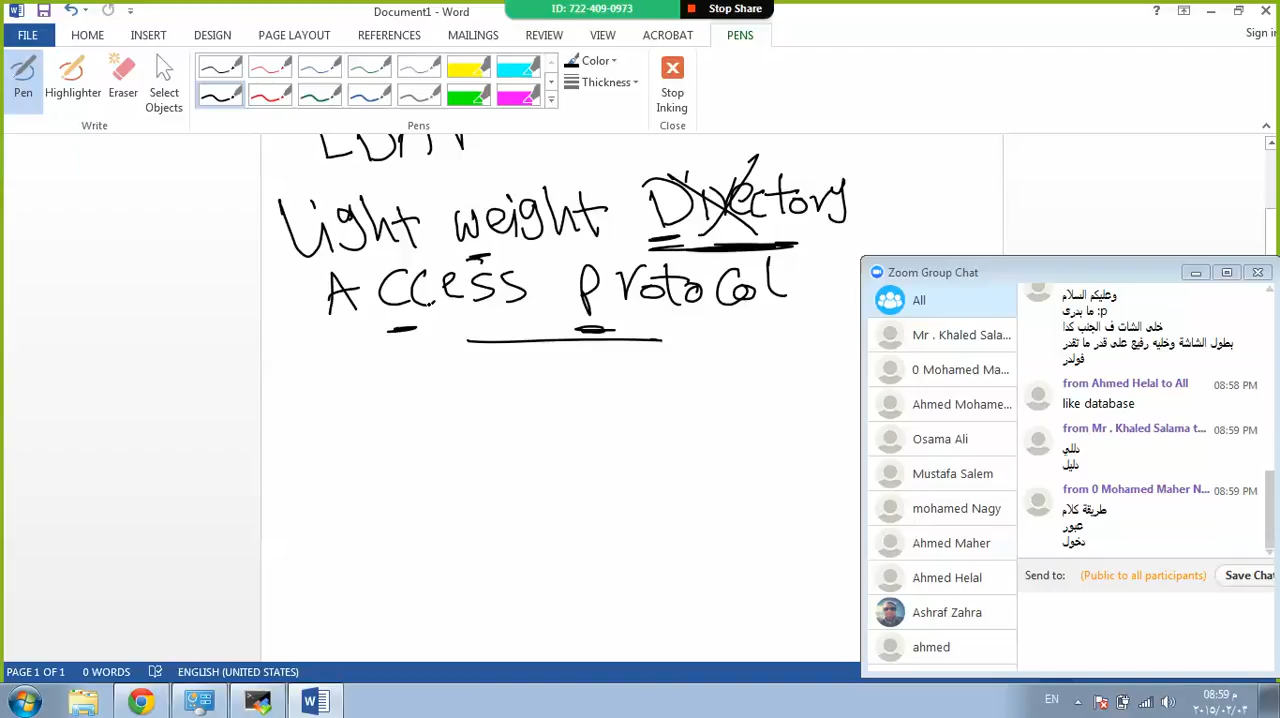 Document1 - Word
ID: 722-409-0973
Stop Share
Sign in
FILE HOME INSERT DESIGN PAGE LAYOUT REFERENCES MAILINGS REVIEW VIEW ACROBAT PENS
Pen
Highlighter
Eraser
Select Objects
Color
Thickness
Stop Inking
Write
Pens
Close
Light weight Directory
Access protocol
Zoom Group Chat
All
Mr . Khaled Sala...
0 Mohamed Ma...
Ahmed Mohame...
Osama Ali
Mustafa Salem
mohamed Nagy
Ahmed Maher
Ahmed Helal
Ashraf Zahra
ahmed
وعليكم السلام
:p ما يدرى
خلى الشات ف الجنب كدا
بطول الشاشة وخليه رفيع على قدر ما تقدر
فولدر
from Ahmed Helal to All 08:58 PM
like database
from Mr . Khaled Salama t... 08:59 PM
دللي
دليل
from 0 Mohamed Maher N... 08:59 PM
طريقة كلام
عبور
دخول
Send to: (Public to all participants) Save Chat
PAGE 1 OF 1 0 WORDS ENGLISH (UNITED STATES)
EN
08:59 م
٢٠١٥/٠٢/٠٣